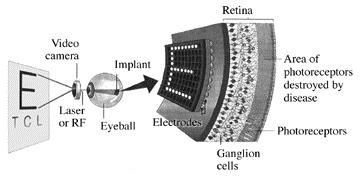 Retina
Video
camera
Implant
Area of
photoreceptors
destroyed by
disease
E
T C L
Laser
or RF
Eyeball
Electrodes
Photoreceptors
Ganglion
cells